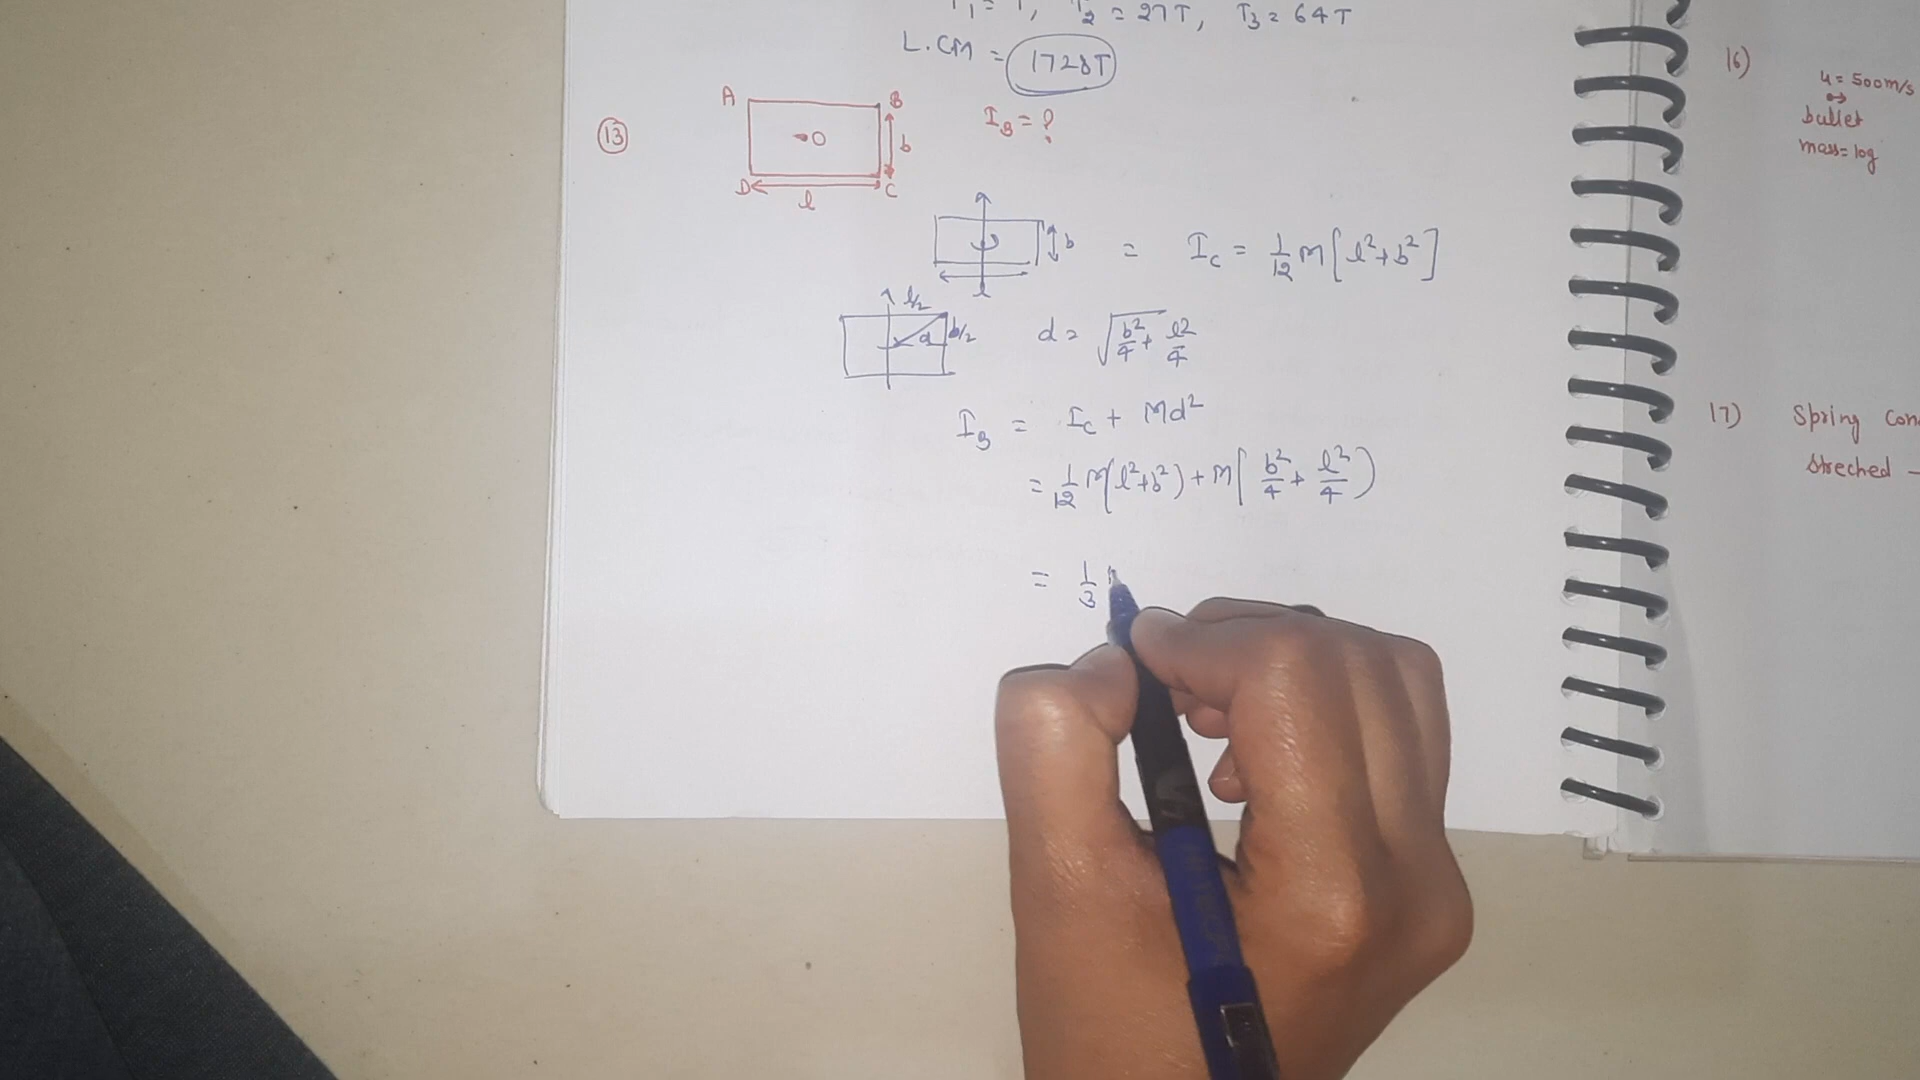 T₁ = T, T₂ = 27T, T₃ = 64T
L.CM = 1728T
13
A B
O
b
D C
l
I_B = ?
b
l
= I_C = 1/12 M[l²+b²]
l/2
d b/2
d = √(b²/4 + l²/4)
I_B = I_C + Md²
= 1/12 M(l²+b²) + M(b²/4 + l²/4)
= 1/3
16)
u = 500m/s
bullet
mass = 10g
17) Spring
Streched –